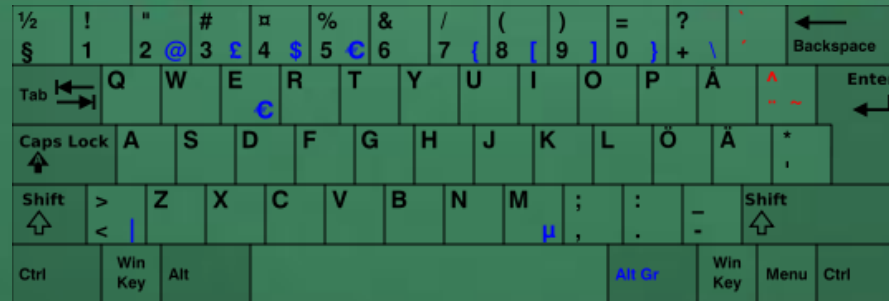 ½ ! " # ¤ % & / ( ) = ? `
§ 1 2 @ 3 £ 4 $ 5 € 6 7 { 8 [ 9 ] 0 } + \ ´ Backspace
Tab Q W E R T Y U I O P Å ^ Enter
€ ¨ ~
Caps Lock A S D F G H J K L Ö Ä *
'
Shift > Z X C V B N M ; : _ Shift
< | µ , . -
Ctrl Win Key Alt Alt Gr Win Key Menu Ctrl